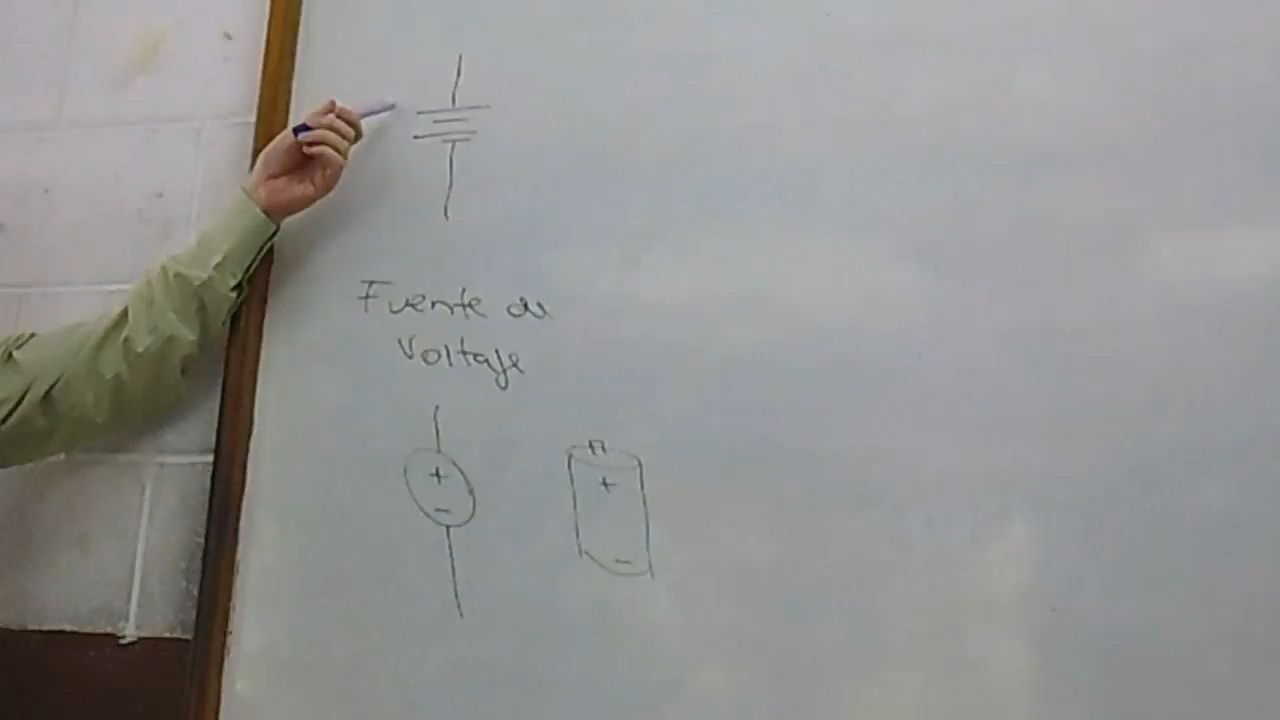 Fuente de
Voltaje
+
-
+
-